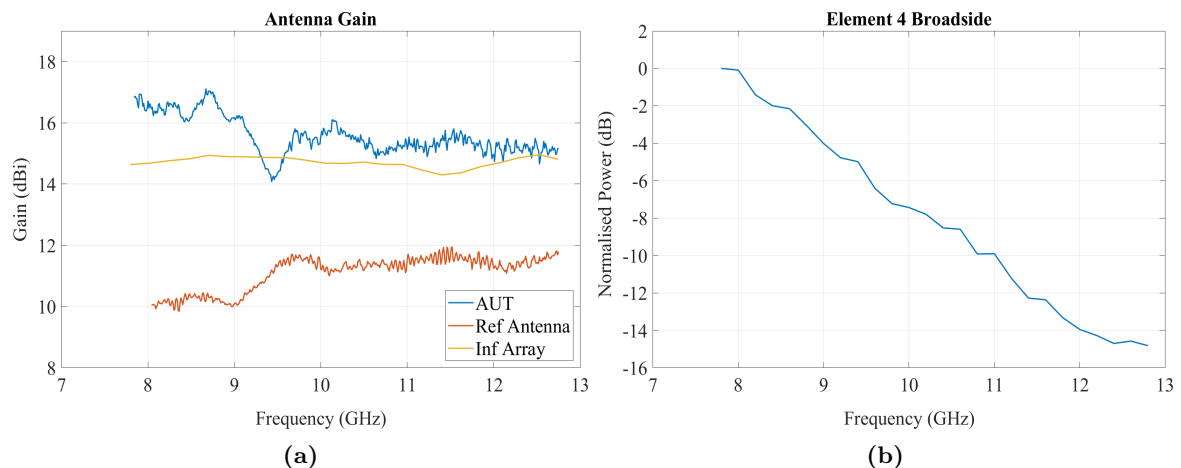 Antenna Gain
Gain (dBi)
18
16
14
12
10
8
7 8 9 10 11 12 13
Frequency (GHz)
AUT
Ref Antenna
Inf Array
(a)
Element 4 Broadside
Normalised Power (dB)
2
0
-2
-4
-6
-8
-10
-12
-14
-16
7 8 9 10 11 12 13
Frequency (GHz)
(b)